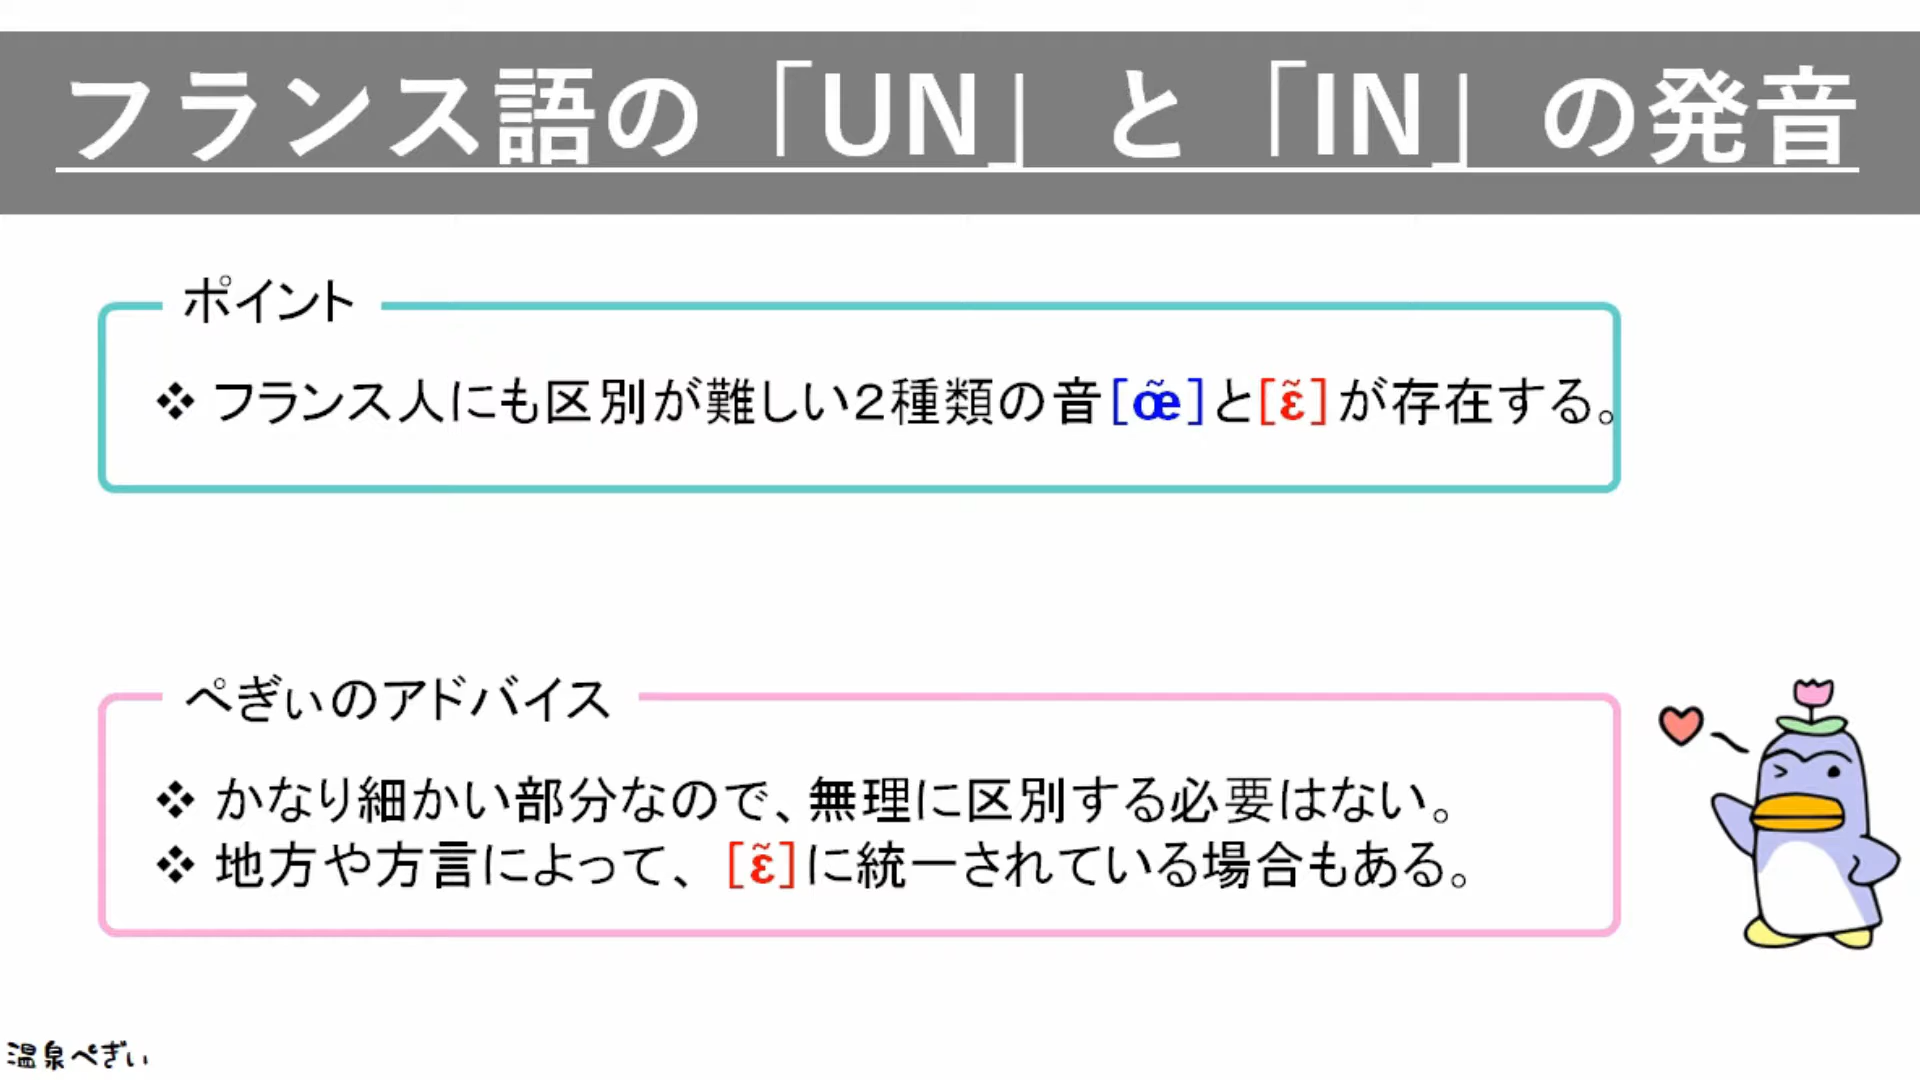 フランス語の「UN」と「IN」の発音
ポイント
❖ フランス人にも区別が難しい2種類の音[œ̃]と[ɛ̃]が存在する。
ぺぎぃのアドバイス
❖ かなり細かい部分なので、無理に区別する必要はない。
❖ 地方や方言によって、[ɛ̃]に統一されている場合もある。
温泉ぺぎぃ